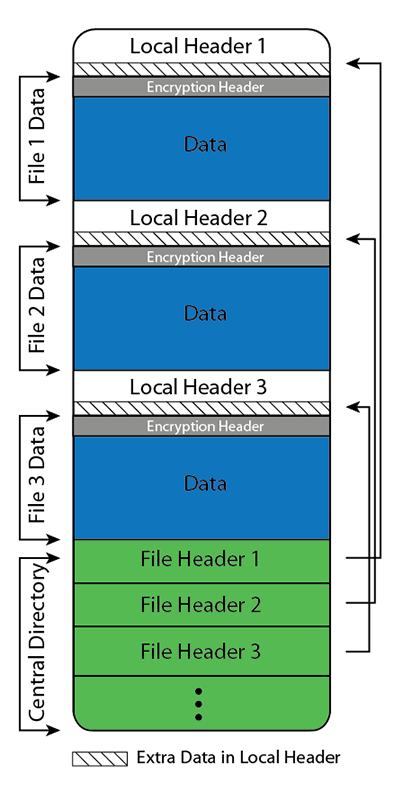 Local Header 1
Encryption Header
File 1 Data
Data
Local Header 2
Encryption Header
File 2 Data
Data
Local Header 3
Encryption Header
File 3 Data
Data
Central Directory
File Header 1
File Header 2
File Header 3
Extra Data in Local Header